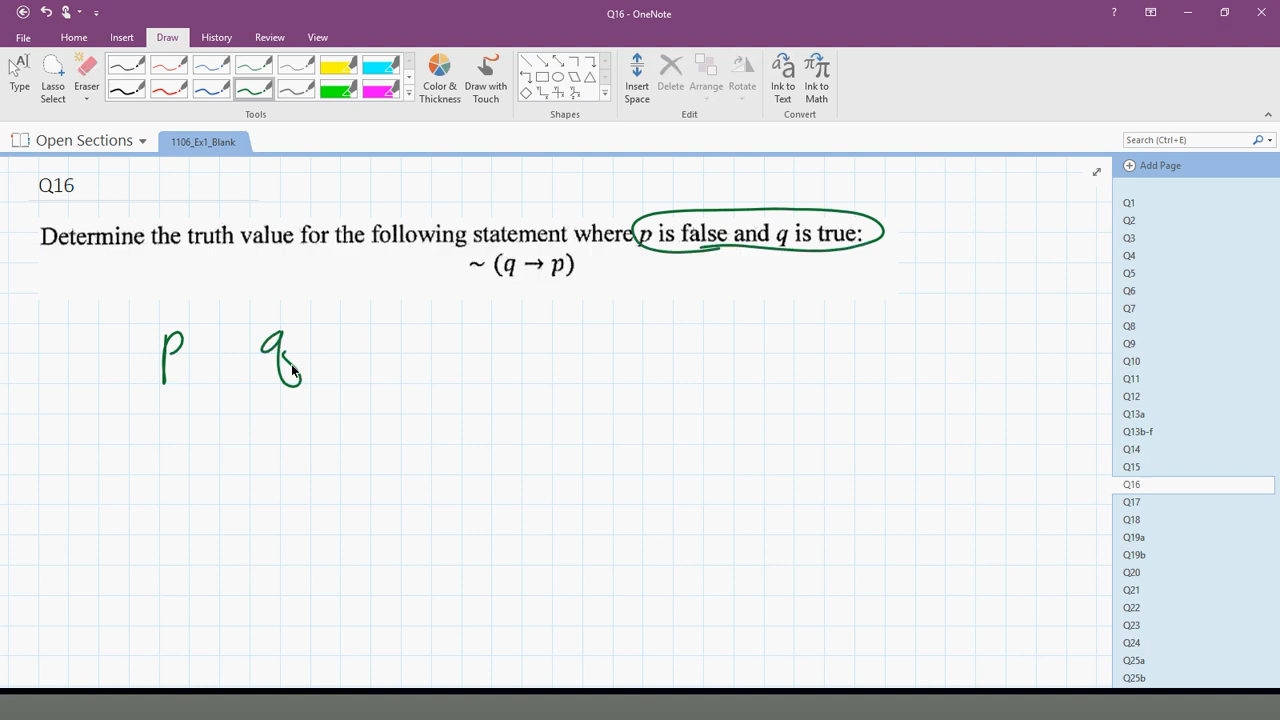 Q16 - OneNote
?
File Home Insert Draw History Review View
Type
Lasso Select
Eraser
Color & Thickness
Draw with Touch
Insert Space
Delete
Arrange
Rotate
Ink to Text
Ink to Math
Tools
Shapes
Edit
Convert
Open Sections
1106_Ex1_Blank
Search (Ctrl+E)
Add Page
Q16
Determine the truth value for the following statement where p is false and q is true:
~ (q → p)
p q
Q1
Q2
Q3
Q4
Q5
Q6
Q7
Q8
Q9
Q10
Q11
Q12
Q13a
Q13b-f
Q14
Q15
Q16
Q17
Q18
Q19a
Q19b
Q20
Q21
Q22
Q23
Q24
Q25a
Q25b